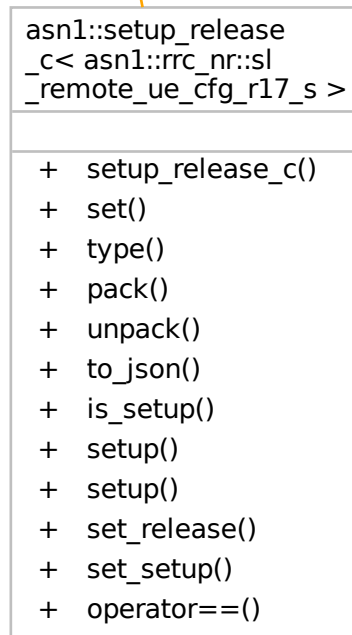 asn1::setup_release
_c< asn1::rrc_nr::sl
_remote_ue_cfg_r17_s >
+ setup_release_c()
+ set()
+ type()
+ pack()
+ unpack()
+ to_json()
+ is_setup()
+ setup()
+ setup()
+ set_release()
+ set_setup()
+ operator==()